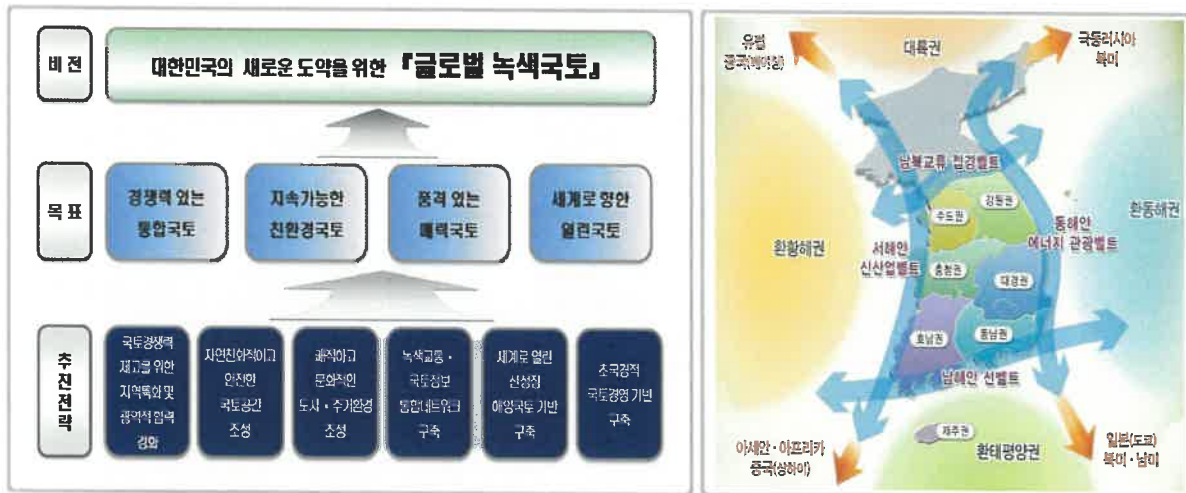 비전
대한민국의 새로운 도약을 위한 『글로벌 녹색국토』
목표
경쟁력 있는
통합국토
지속가능한
친환경국토
품격 있는
매력국토
세계로 향한
열린국토
추진전략
국토경쟁력
제고를 위한
지역특화 및
광역적 협력
강화
자연친화적이고
안전한
국토공간
조성
쾌적하고
문화적인
도시·주거환경
조성
녹색교통·
국토정보
통합네트워크
구축
세계로 열린
신성장
해양국토 기반
구축
초국경적
국토경영 기반
구축
유럽
중국(베이징)
대륙권
극동러시아
북미
남북교류 접경벨트
강원권
수도권
환황해권
서해안
신산업벨트
동해안
에너지 관광벨트
환동해권
충청권
대경권
호남권
동남권
남해안 선벨트
제주권
환태평양권
아세안·아프리카
중국(상하이)
일본(도쿄)
북미·남미